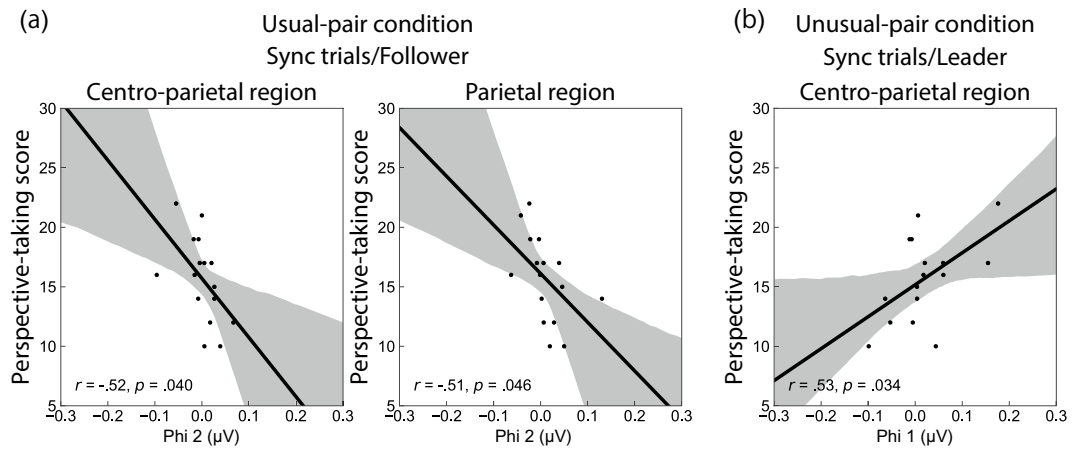 (a)
Usual-pair condition
Sync trials/Follower
Centro-parietal region
Parietal region
Perspective-taking score
30
25
20
15
10
5
r = -.52, p = .040
−0.3 −0.2 −0.1 0.0 0.1 0.2 0.3
Phi 2 (µV)
Perspective-taking score
30
25
20
15
10
5
r = -.51, p = .046
−0.3 −0.2 −0.1 0.0 0.1 0.2 0.3
Phi 2 (µV)
(b)
Unusual-pair condition
Sync trials/Leader
Centro-parietal region
Perspective-taking score
30
25
20
15
10
5
r = .53, p = .034
−0.3 −0.2 −0.1 0.0 0.1 0.2 0.3
Phi 1 (µV)